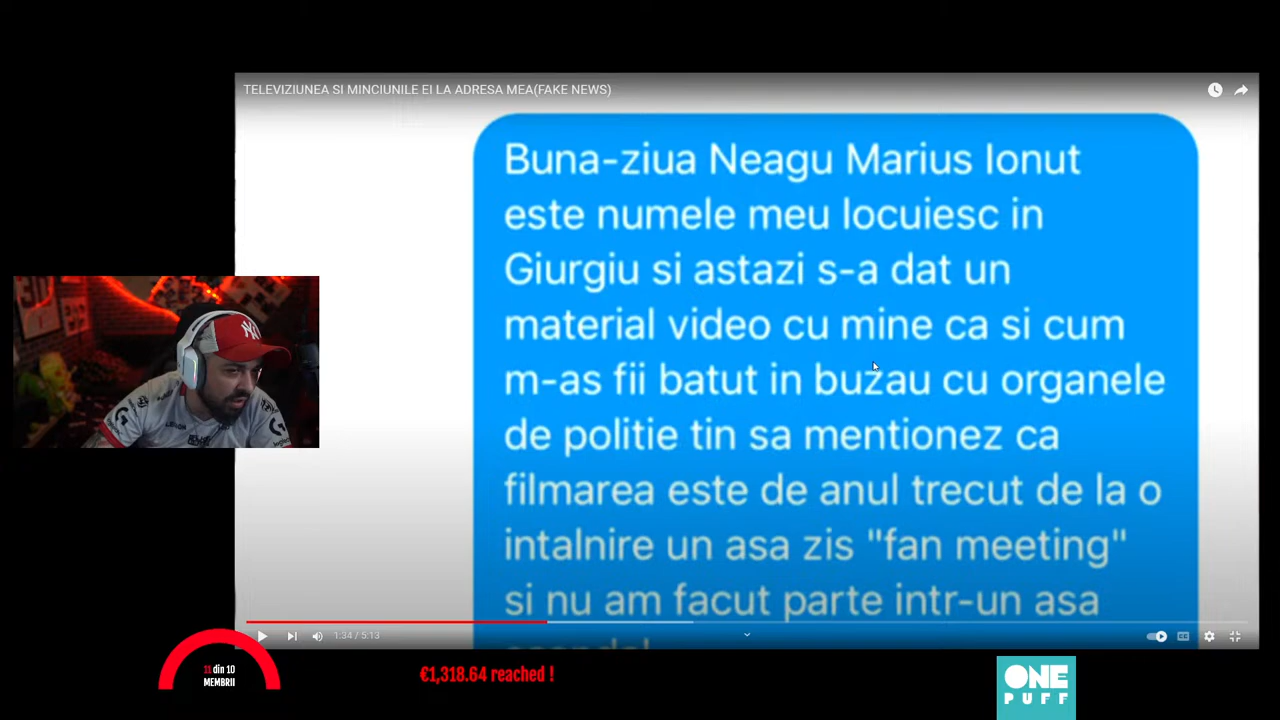 TELEVIZIUNEA SI MINCIUNILE EI LA ADRESA MEA(FAKE NEWS)
Buna-ziua Neagu Marius Ionut
este numele meu locuiesc in
Giurgiu si astazi s-a dat un
material video cu mine ca si cum
m-as fii batut in buzau cu organele
de politie tin sa mentionez ca
filmarea este de anul trecut de la o
intalnire un asa zis "fan meeting"
si nu am facut parte intr-un asa
1:34 / 5:13
11 din 10
MEMBRII
€1,318.64 reached !
ONE
PUFF